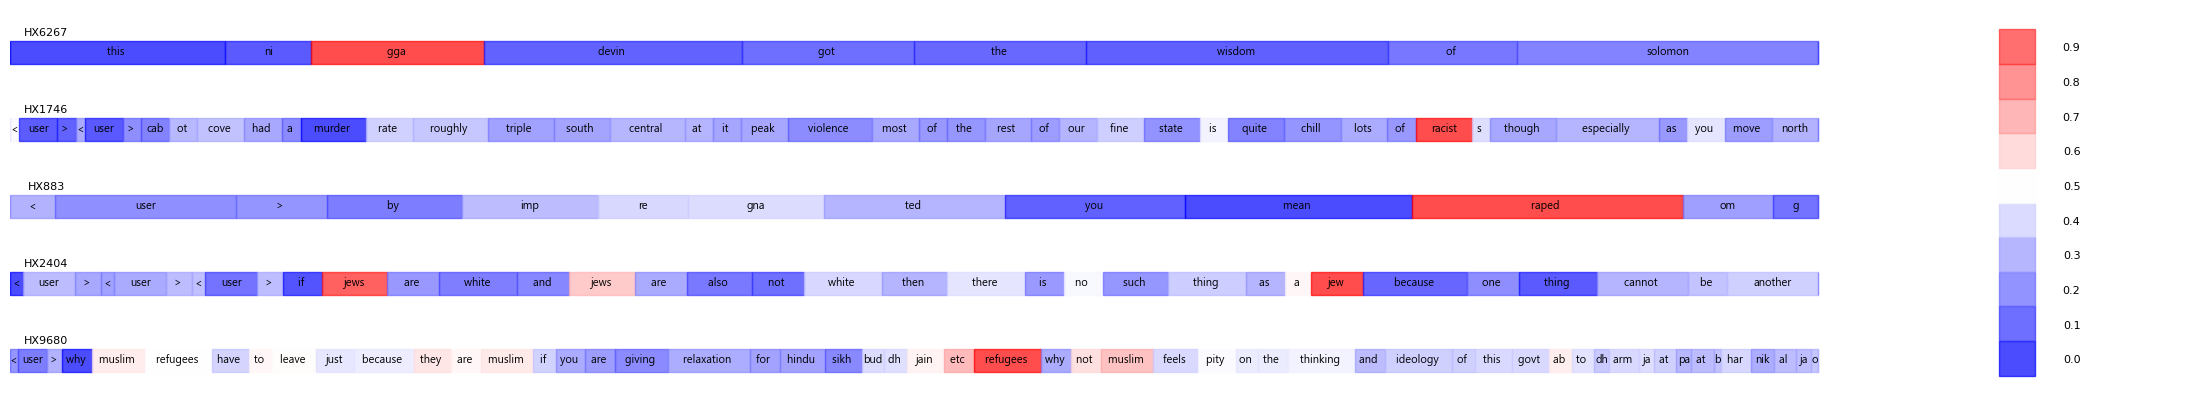 HX6267
this ni gga devin got the wisdom of solomon
HX1746
< user > < user > cab ot cove had a murder rate roughly triple south central at it peak violence most of the rest of our fine state is quite chill lots of racist s though especially as you move north
HX883
< user > by imp re gna ted you mean raped om g
HX2404
< user > < user > < user > if jews are white and jews are also not white then there is no such thing as a jew because one thing cannot be another
HX9680
< user > why muslim refugees have to leave just because they are muslim if you are giving relaxation for hindu sikh bud dh jain etc refugees why not muslim feels pity on the thinking and ideology of this govt ab to dh arm ja at pa at b har nik al ja o
0.9
0.8
0.7
0.6
0.5
0.4
0.3
0.2
0.1
0.0